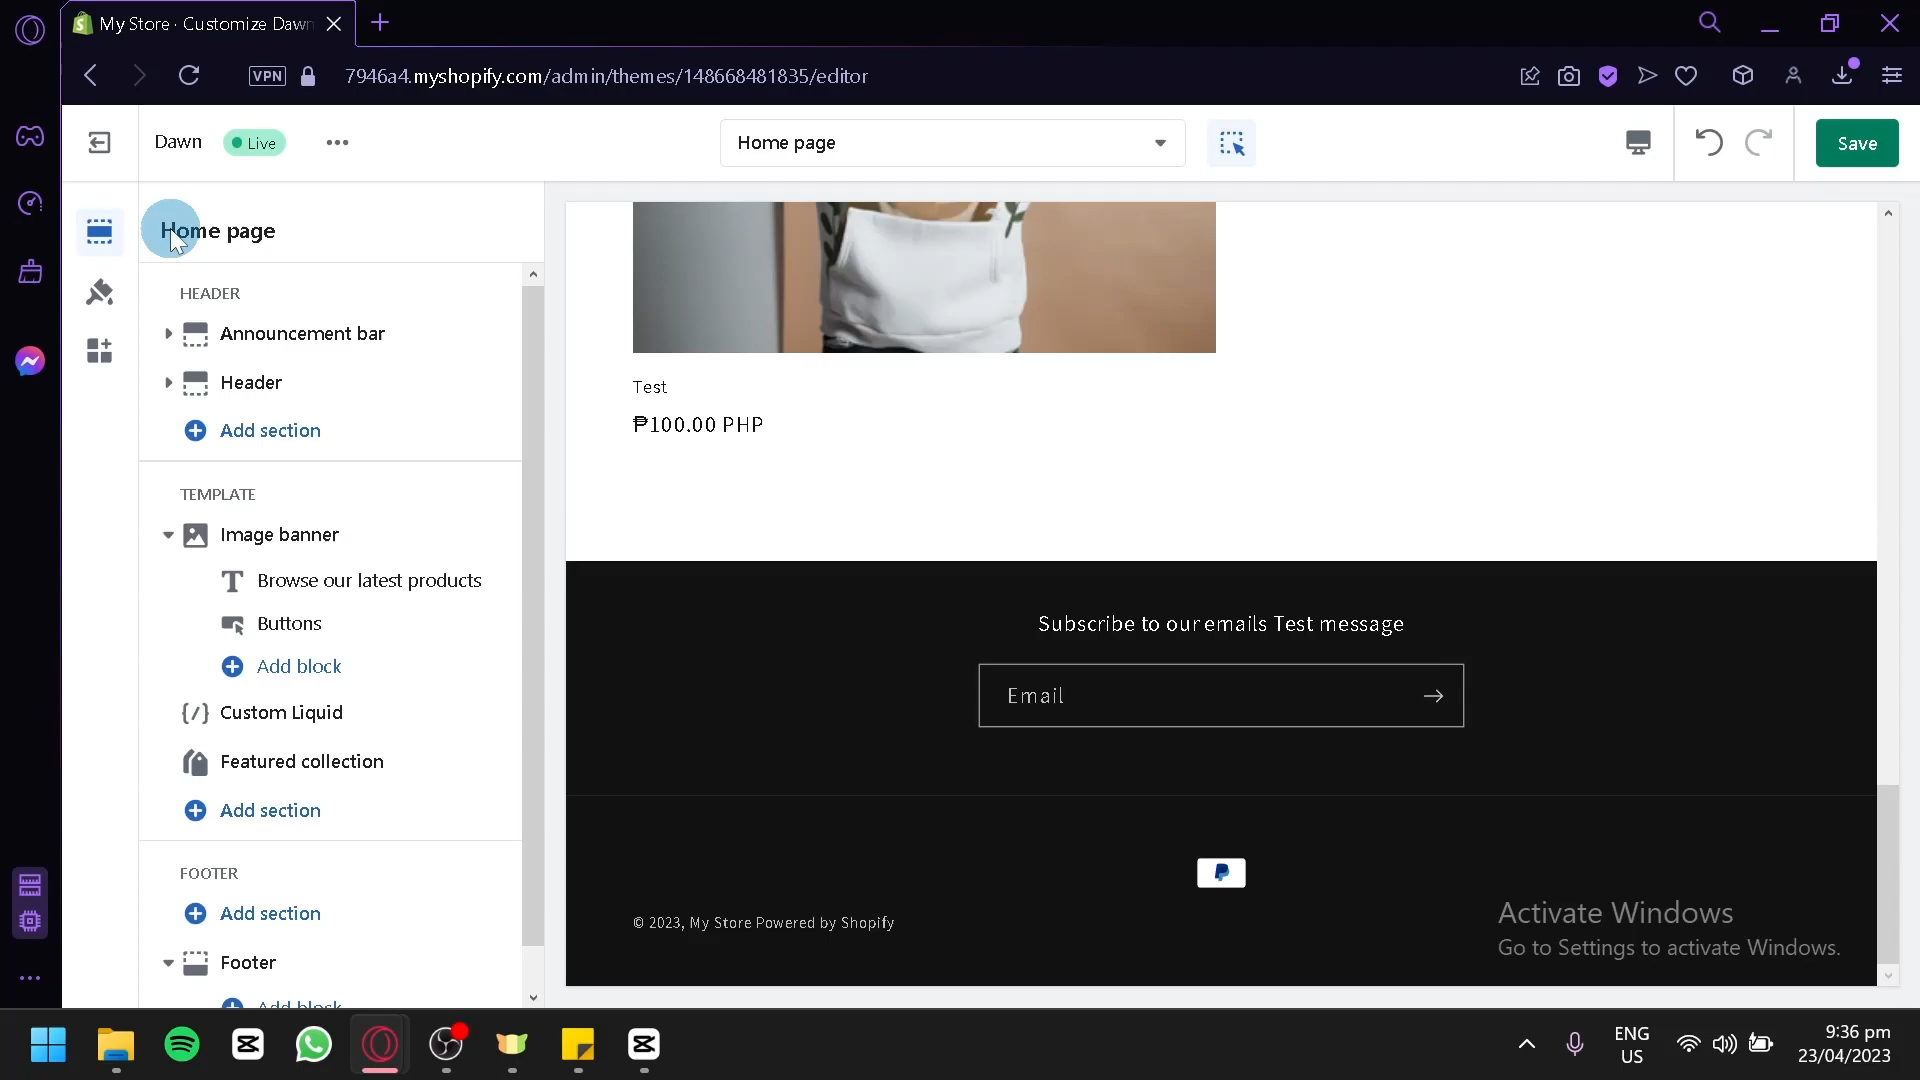 My Store · Customize Dawn
VPN
7946a4.myshopify.com/admin/themes/148668481835/editor
Dawn
Live
Home page
Save
Home page
HEADER
Announcement bar
Header
Add section
TEMPLATE
Image banner
Browse our latest products
Buttons
Add block
Custom Liquid
Featured collection
Add section
FOOTER
Add section
Footer
Add block
Test
₱100.00 PHP
Subscribe to our emails Test message
Email
© 2023, My Store Powered by Shopify
Activate Windows
Go to Settings to activate Windows.
ENG
US
9:36 pm
23/04/2023